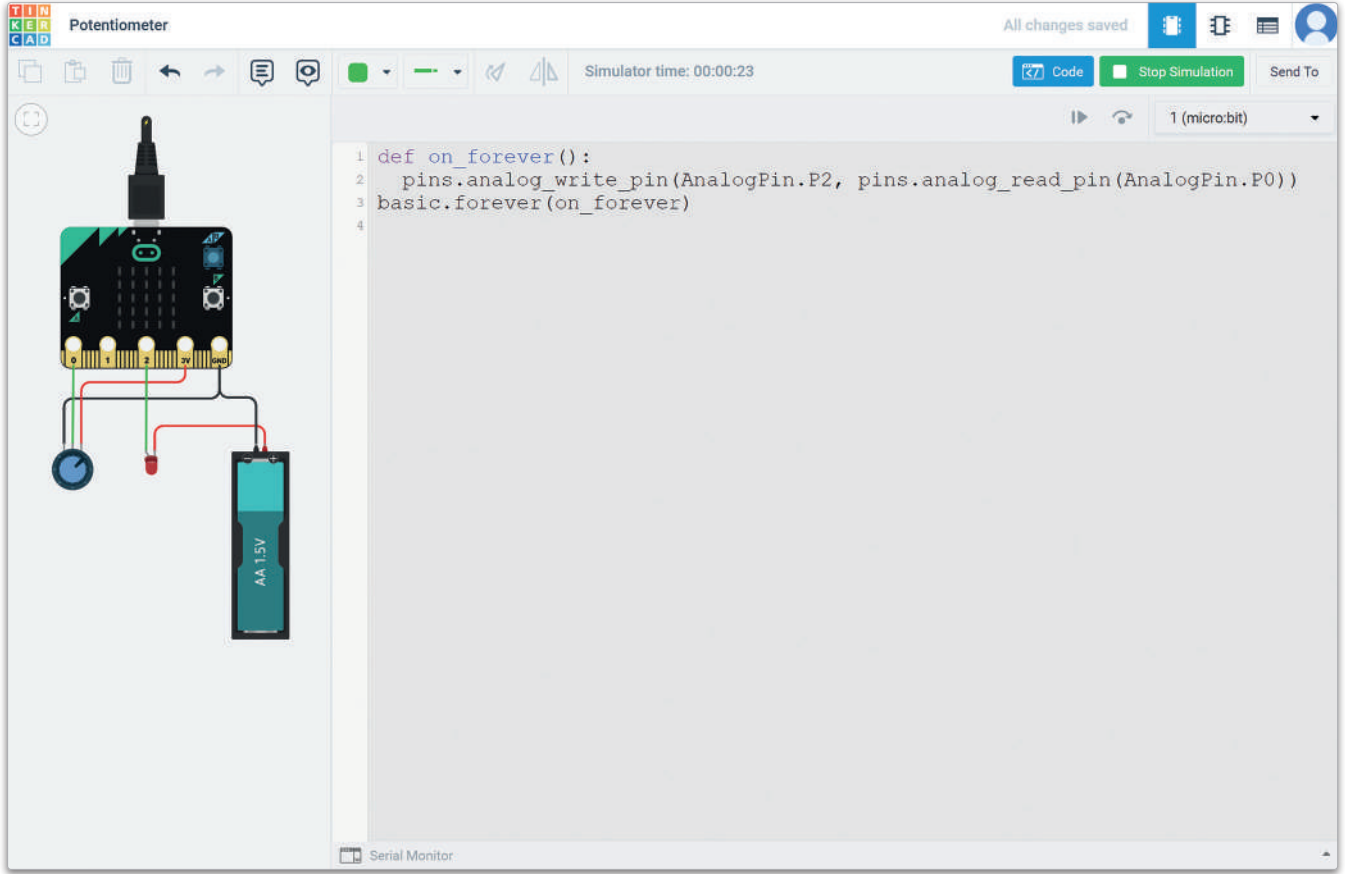 TIN
KER
CAD
Potentiometer
All changes saved
Simulator time: 00:00:23
Code
Stop Simulation
Send To
1 (micro:bit)
1 def on_forever():
2 pins.analog_write_pin(AnalogPin.P2, pins.analog_read_pin(AnalogPin.P0))
3 basic.forever(on_forever)
4
AB
B
A
0 1 2 3V GND
- +
AA 1.5V
Serial Monitor